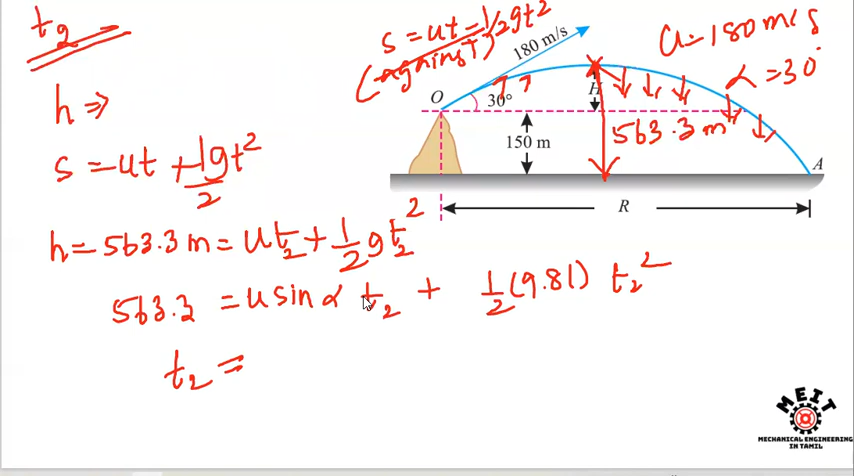 t₂
h ⇒
s = ut + 1/2 gt²
h = 563.3 m = ut₂ + 1/2 gt₂²
563.3 = u sin α t₂ + 1/2 (9.81) t₂²
t₂ =
s = ut = 1/2 gt²
(against)
180 m/s
u = 180 m/s
α = 30°
O
30°
H
563.3 m
150 m
A
R
MEIT
MECHANICAL ENGINEERING
IN TAMIL